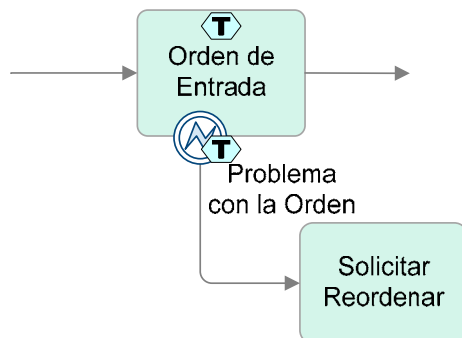 T
Orden de
Entrada
T
Problema
con la Orden
Solicitar
Reordenar